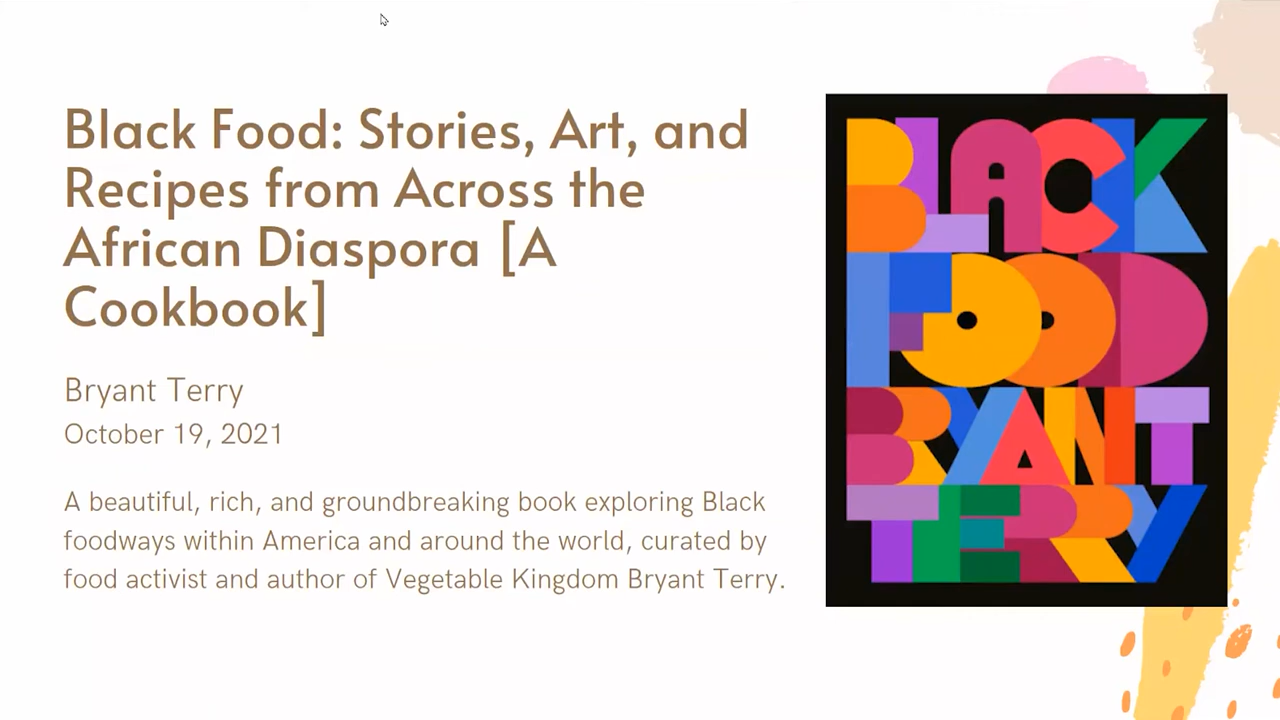 Black Food: Stories, Art, and
Recipes from Across the
African Diaspora [A
Cookbook]
Bryant Terry
October 19, 2021
A beautiful, rich, and groundbreaking book exploring Black
foodways within America and around the world, curated by
food activist and author of Vegetable Kingdom Bryant Terry.
BLACK
FOOD
BRYANT
TERRY